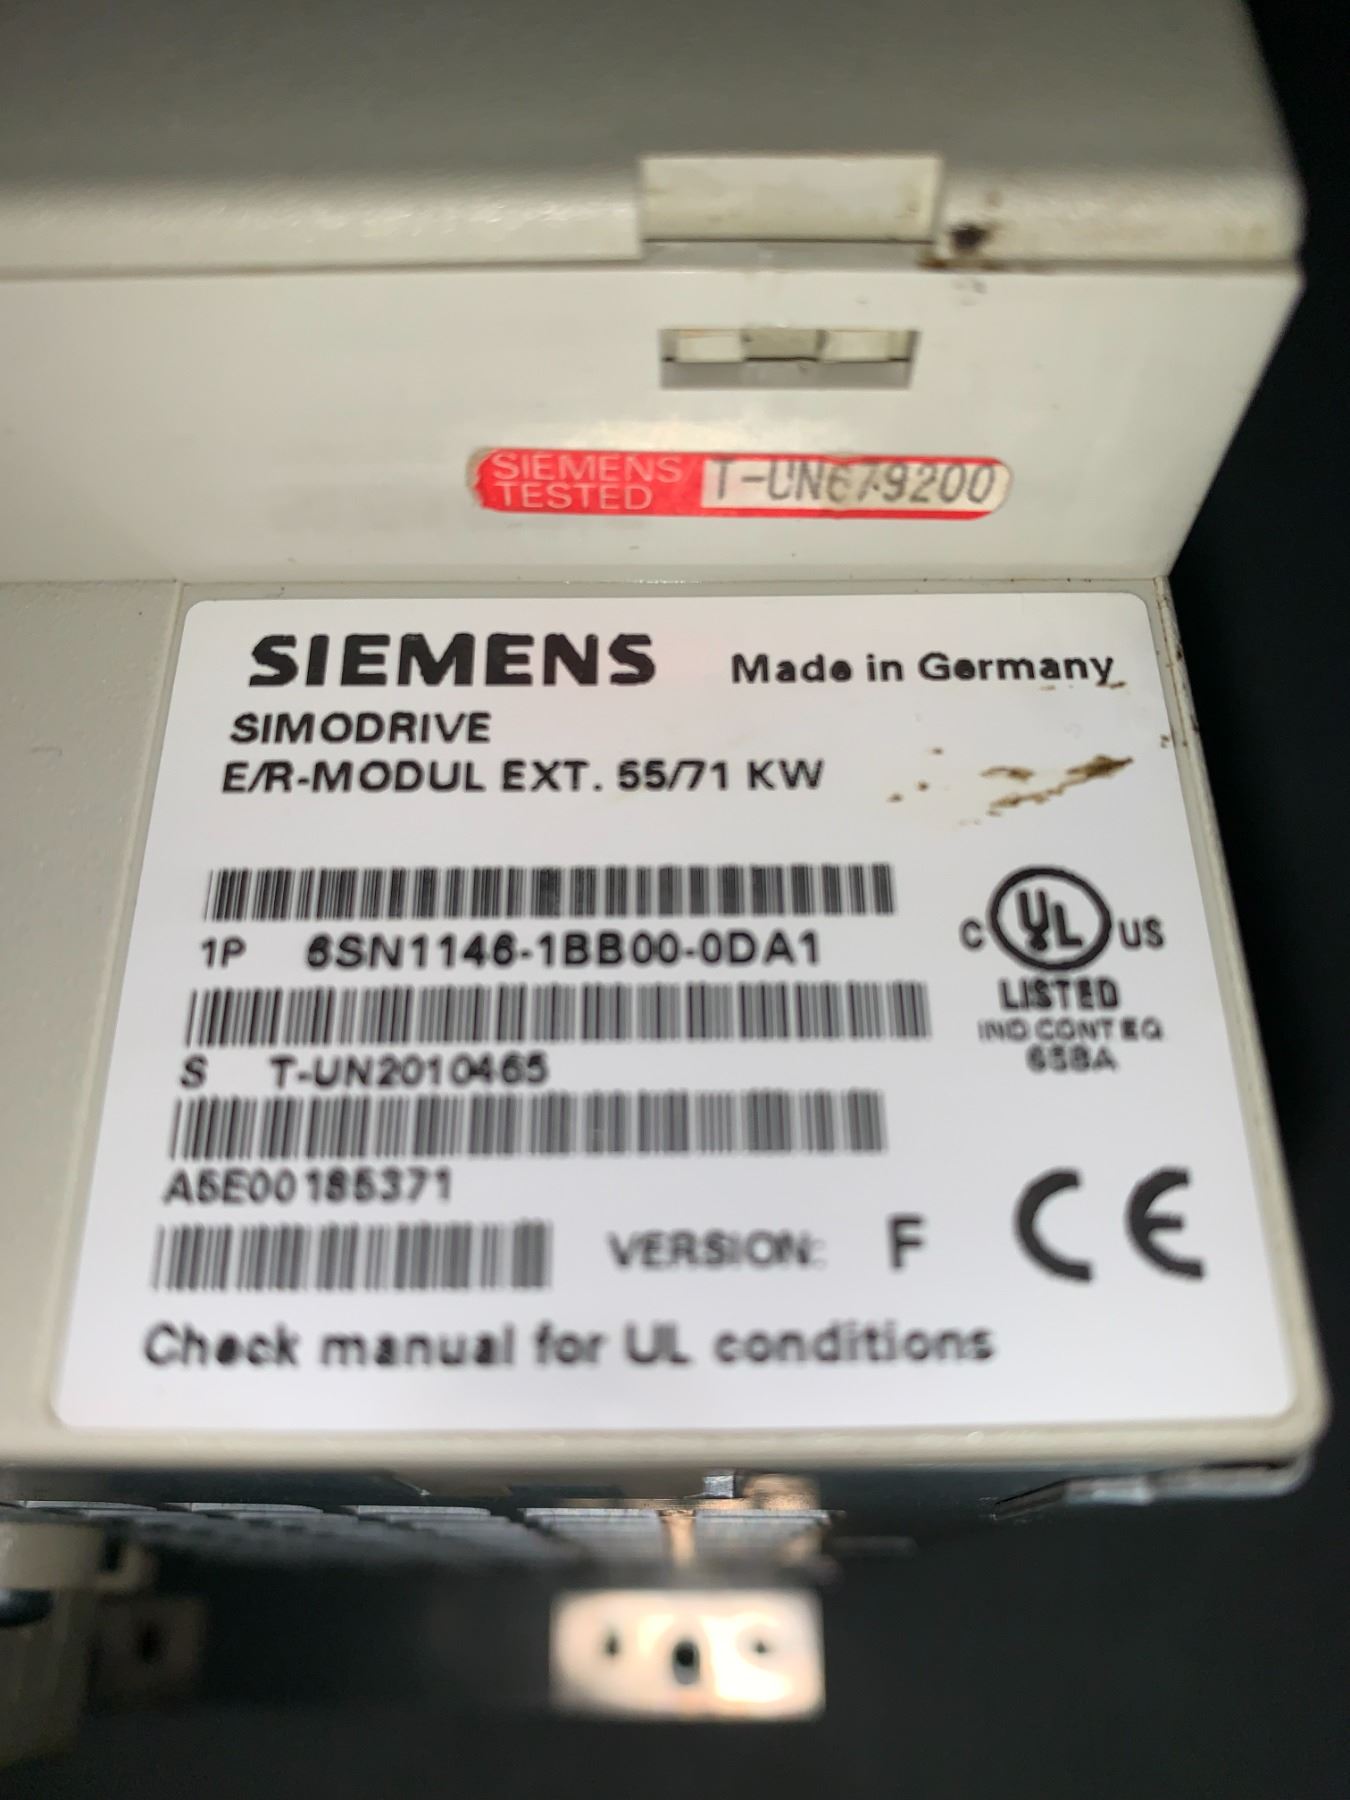 SIEMENS
TESTED
T-UN679200
SIEMENS Made in Germany
SIMODRIVE
E/R-MODUL EXT. 55/71 KW
1P 6SN1146-1BB00-0DA1
C UL US
LISTED
IND.CONT.EQ.
658A
S T-UN2010465
A5E00185371
VERSION: F
CE
Check manual for UL conditions